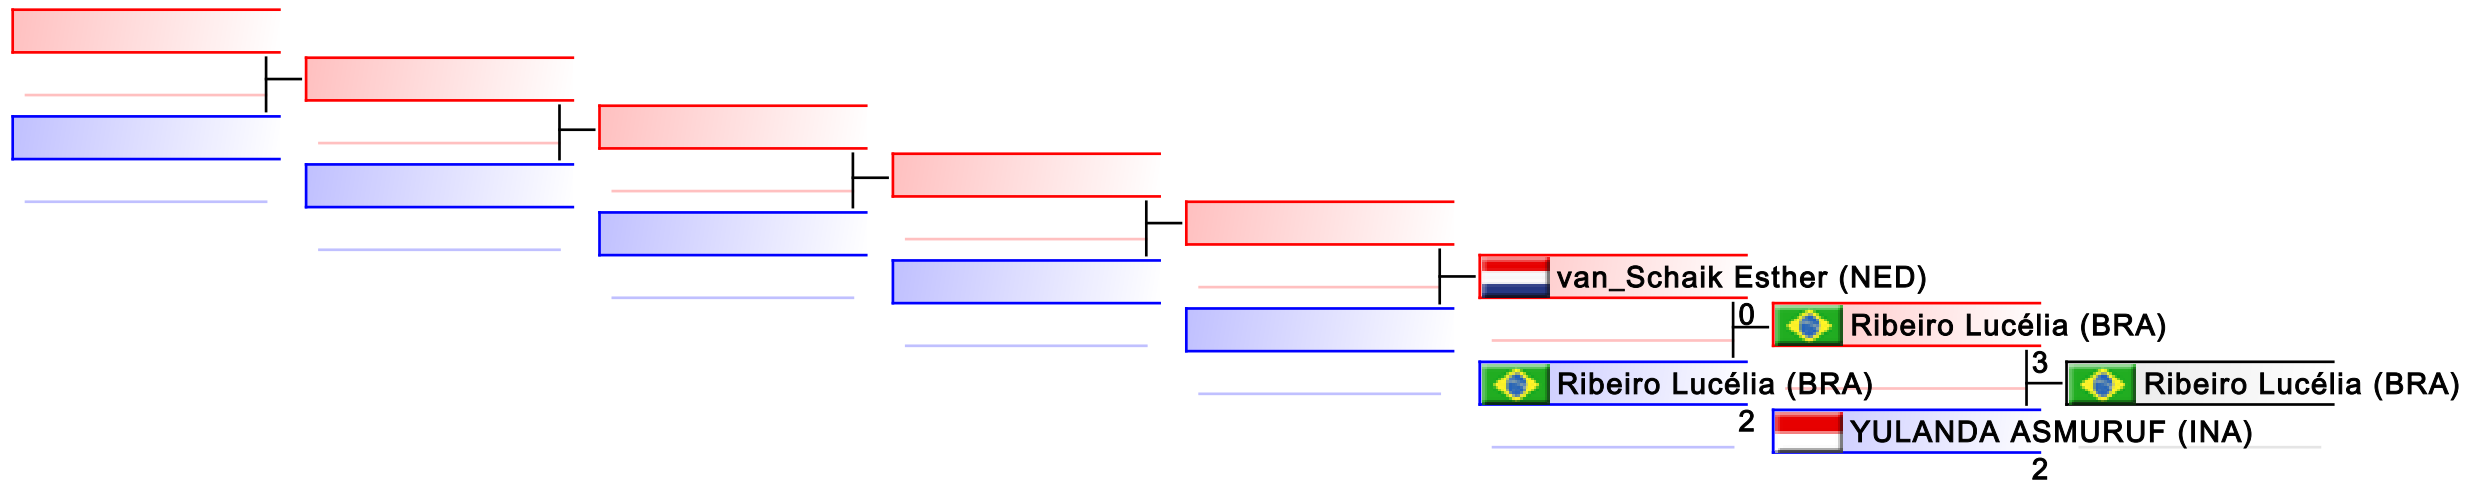 van_Schaik Esther (NED)
0
Ribeiro Lucélia (BRA)
Ribeiro Lucélia (BRA)
2
3
Ribeiro Lucélia (BRA)
YULANDA ASMURUF (INA)
2